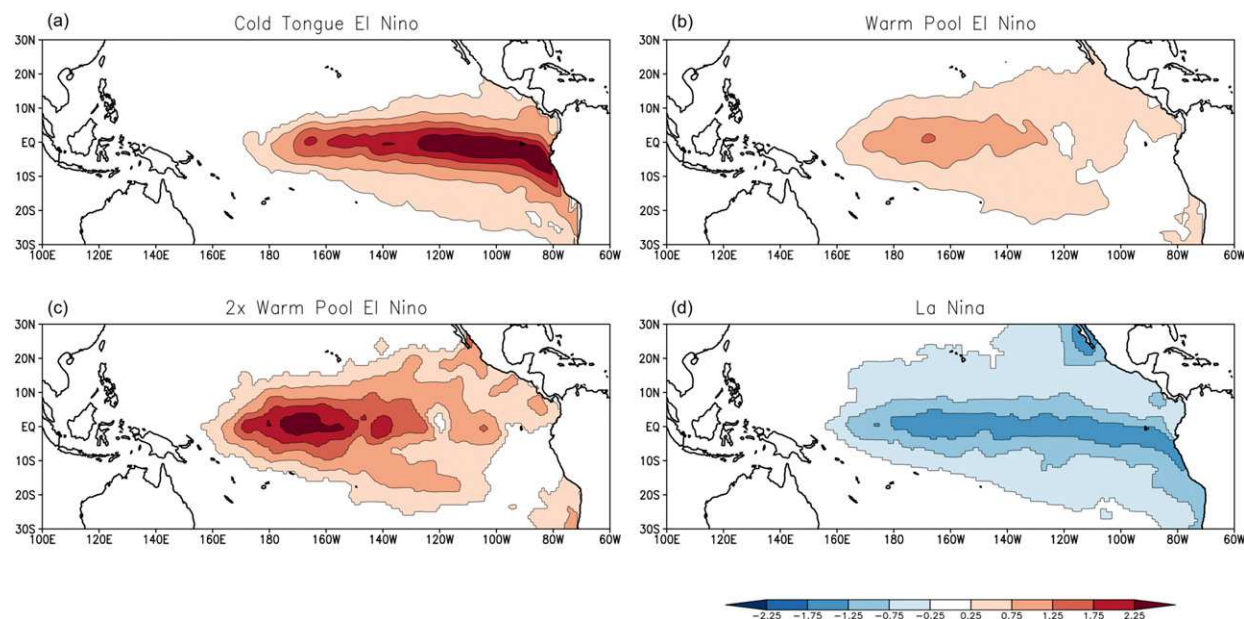 (a) Cold Tongue El Nino
30N
20N
10N
EQ
10S
20S
30S
100E 120E 140E 160E 180 160W 140W 120W 100W 80W 60W
(b) Warm Pool El Nino
30N
20N
10N
EQ
10S
20S
30S
100E 120E 140E 160E 180 160W 140W 120W 100W 80W 60W
(c) 2x Warm Pool El Nino
30N
20N
10N
EQ
10S
20S
30S
100E 120E 140E 160E 180 160W 140W 120W 100W 80W 60W
(d) La Nina
30N
20N
10N
EQ
10S
20S
30S
100E 120E 140E 160E 180 160W 140W 120W 100W 80W 60W
-2.25 -1.75 -1.25 -0.75 0.25 0.75 1.25 1.75 2.25